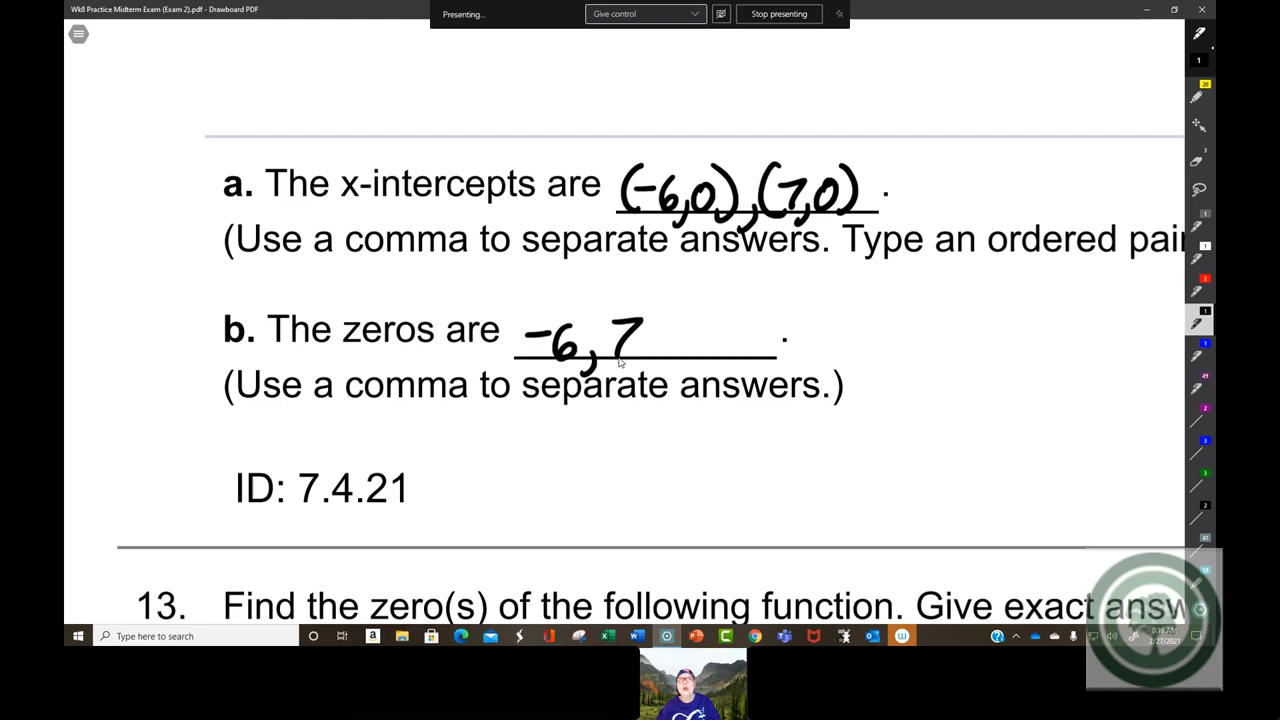 Wk8 Practice Midterm Exam (Exam 2).pdf - Drawboard PDF
Presenting...
Give control
Stop presenting
a. The x-intercepts are (-6,0),(7,0).
(Use a comma to separate answers. Type an ordered pair
b. The zeros are -6,7.
(Use a comma to separate answers.)
ID: 7.4.21
13. Find the zero(s) of the following function. Give exact answ
Type here to search
2/27/2021